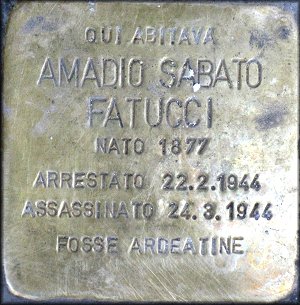 QUI ABITAVA
AMADIO SABATO
FATUCCI
NATO 1877
ARRESTATO 22.2.1944
ASSASSINATO 24.3.1944
FOSSE ARDEATINE